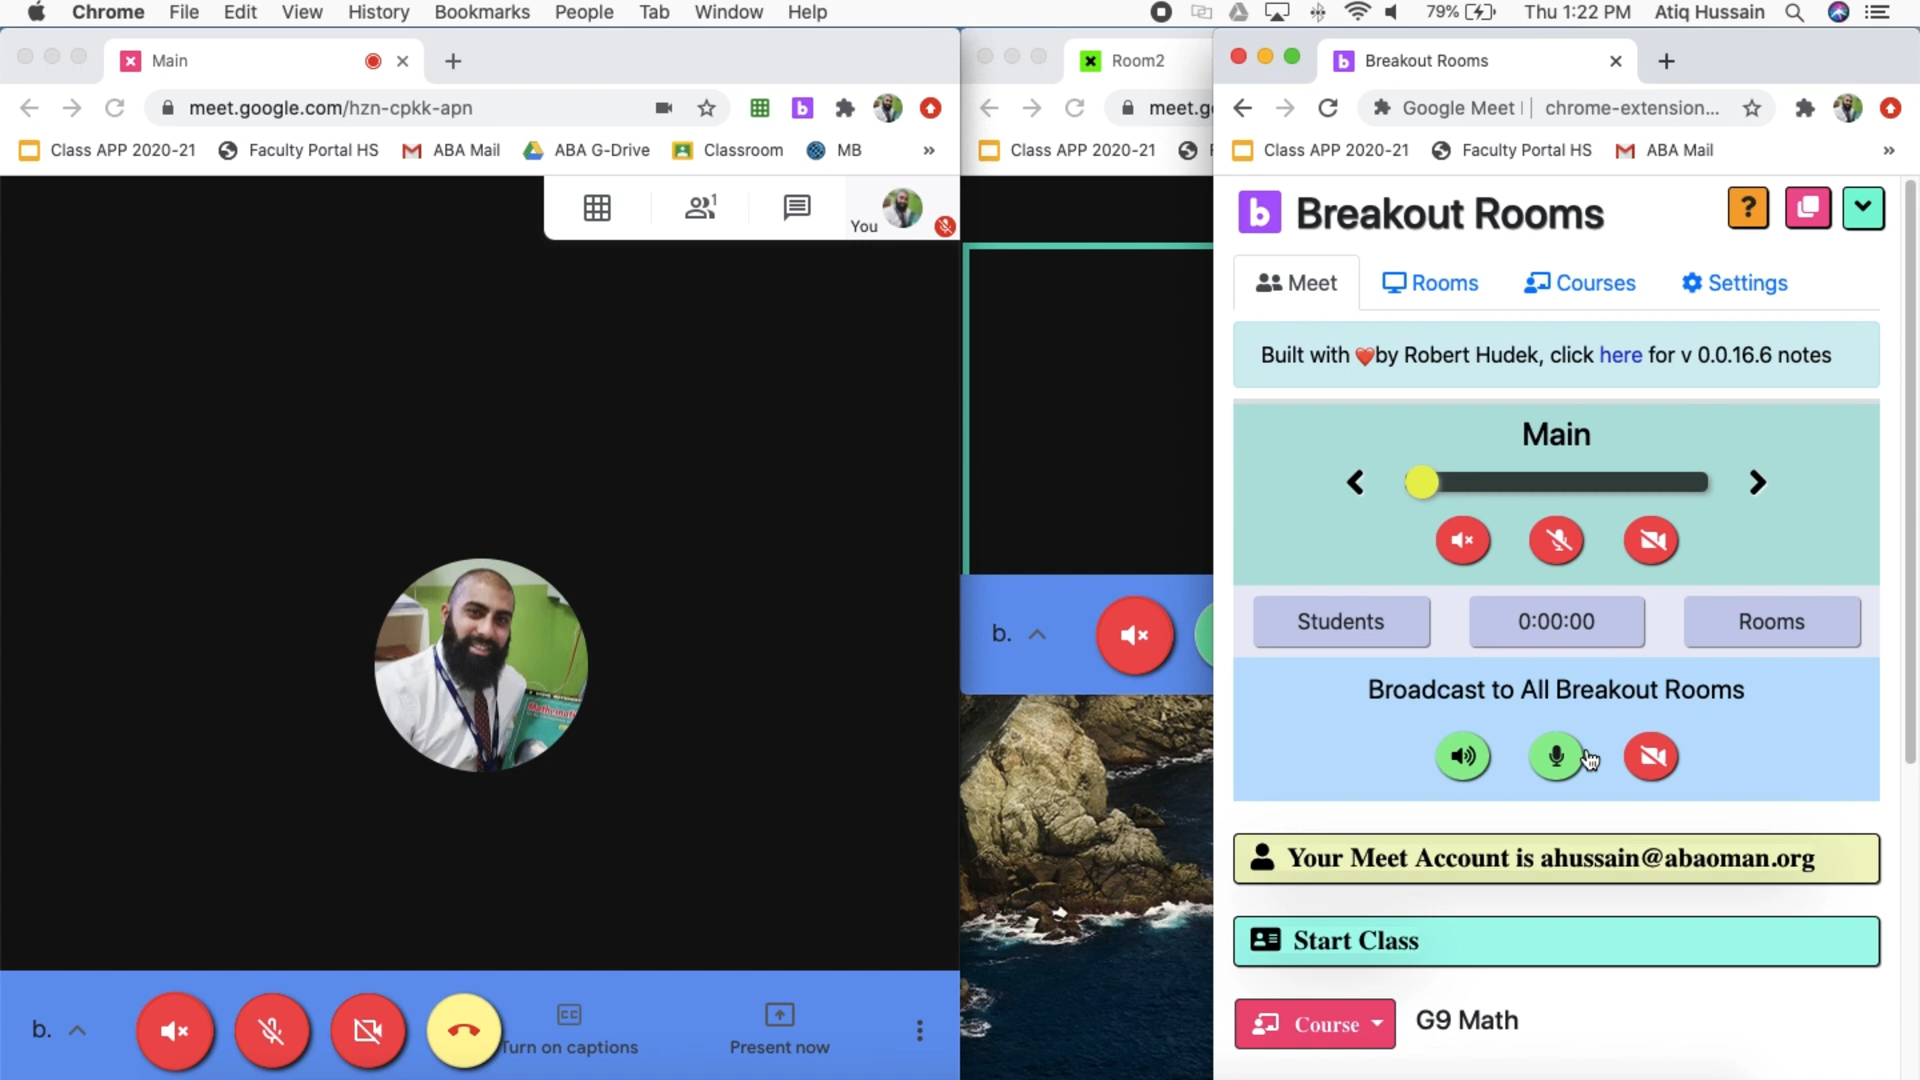 Chrome File Edit View History Bookmarks People Tab Window Help 79% Thu 1:22 PM Atiq Hussain
Main
meet.google.com/hzn-cpkk-apn
Class APP 2020-21 Faculty Portal HS ABA Mail ABA G-Drive Classroom MB »
1
You
b.
Turn on captions
Present now
Room2
meet.g
Class APP 2020-21
b.
Breakout Rooms
Google Meet | chrome-extension...
Class APP 2020-21 Faculty Portal HS ABA Mail »
b Breakout Rooms ?
Meet Rooms Courses Settings
Built with ❤️by Robert Hudek, click here for v 0.0.16.6 notes
Main
Students 0:00:00 Rooms
Broadcast to All Breakout Rooms
Your Meet Account is ahussain@abaoman.org
Start Class
Course G9 Math